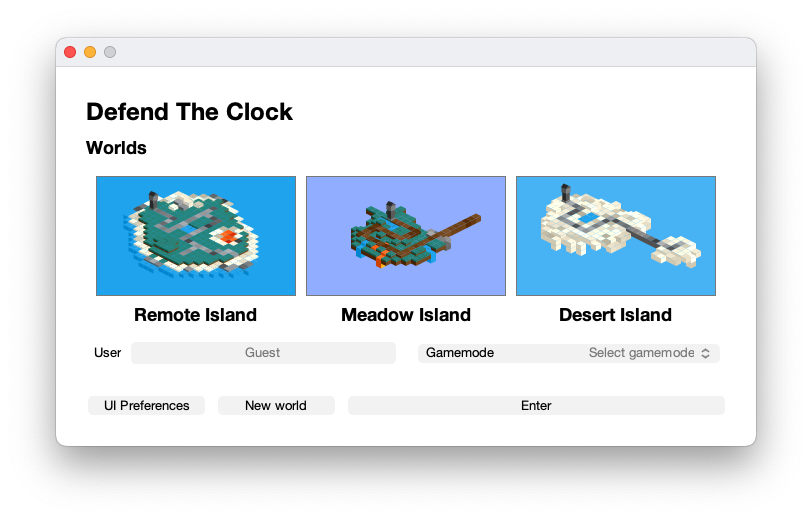 Defend The Clock
Worlds
Remote Island
Meadow Island
Desert Island
User
Guest
Gamemode
Select gamemode
UI Preferences
New world
Enter